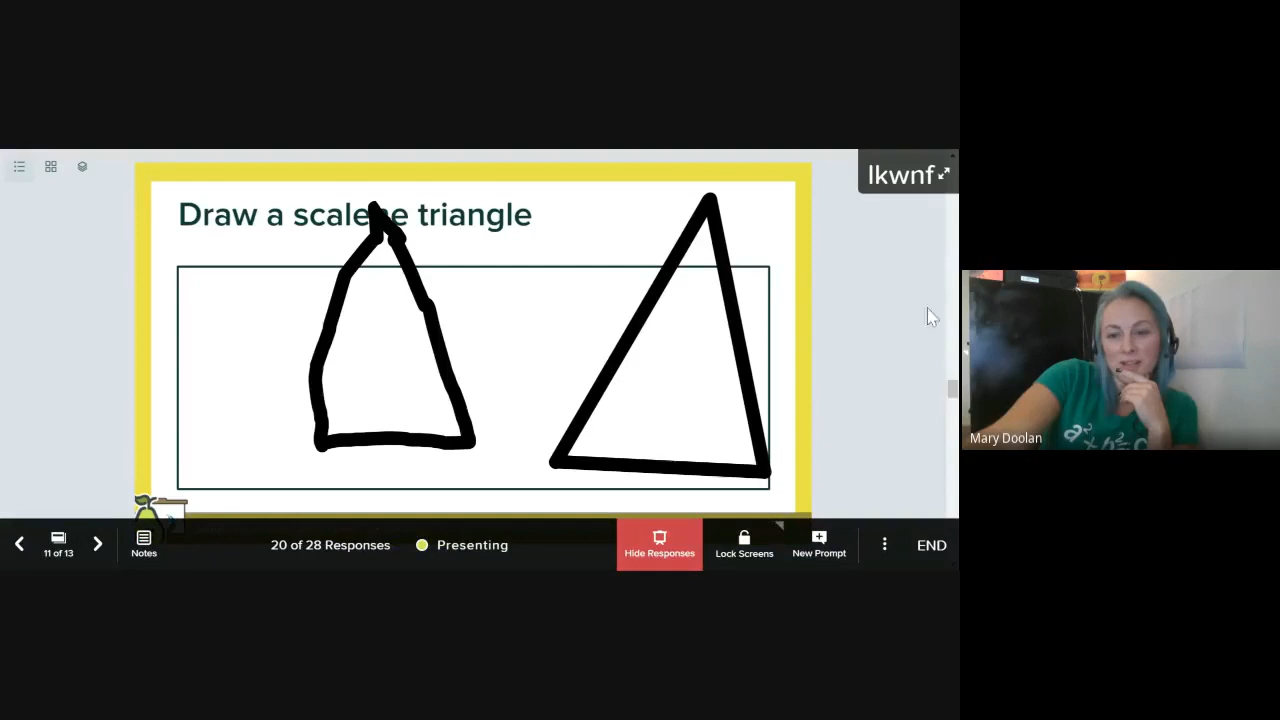 lkwnf
Draw a scalene triangle
Mary Doolan
11 of 13
Notes
20 of 28 Responses
Presenting
Hide Responses
Lock Screens
New Prompt
END